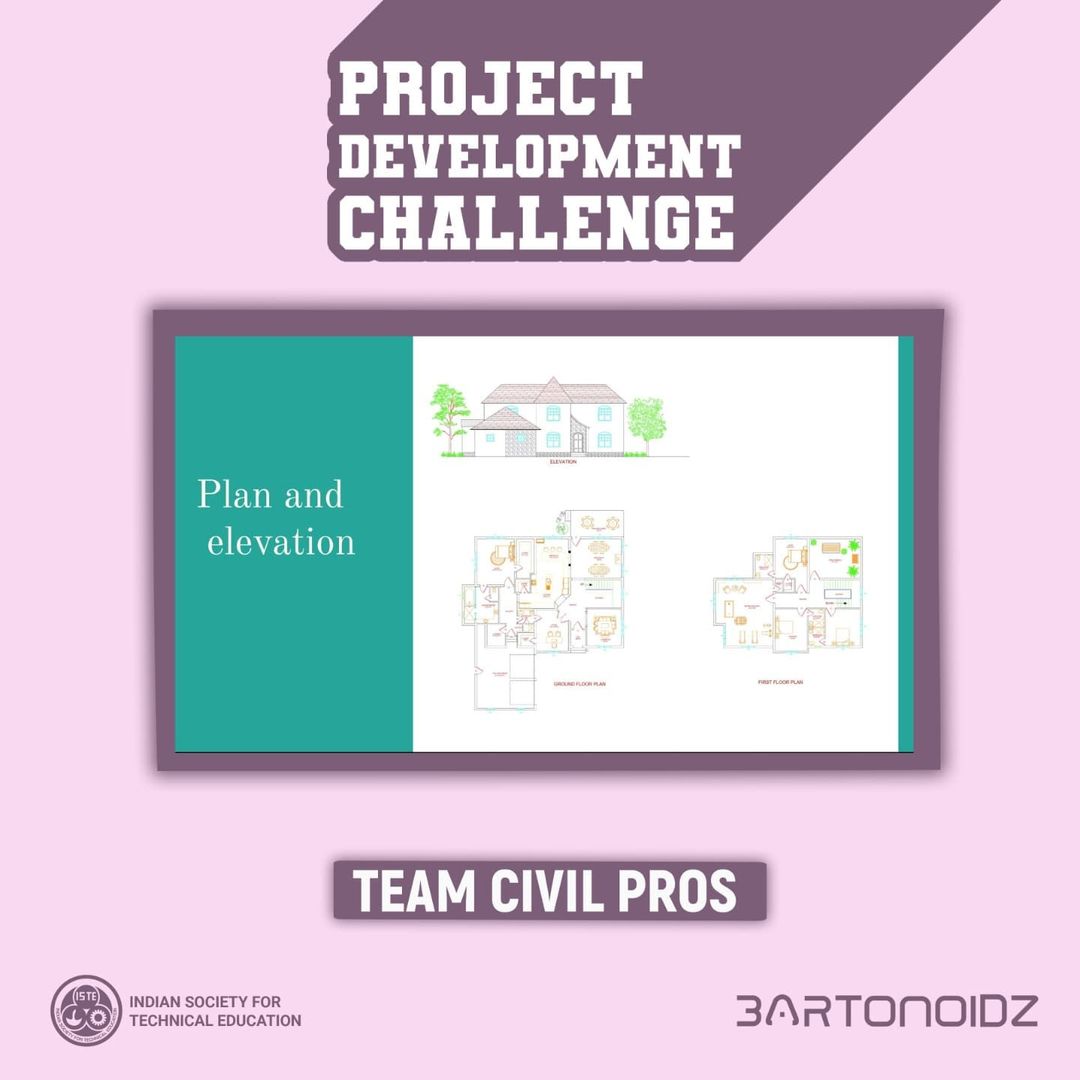 PROJECT
DEVELOPMENT
CHALLENGE
Plan and
elevation
ELEVATION
GROUND FLOOR PLAN
FIRST FLOOR PLAN
TEAM CIVIL PROS
ISTE
INDIAN SOCIETY FOR
TECHNICAL EDUCATION
BARTONOIDZ